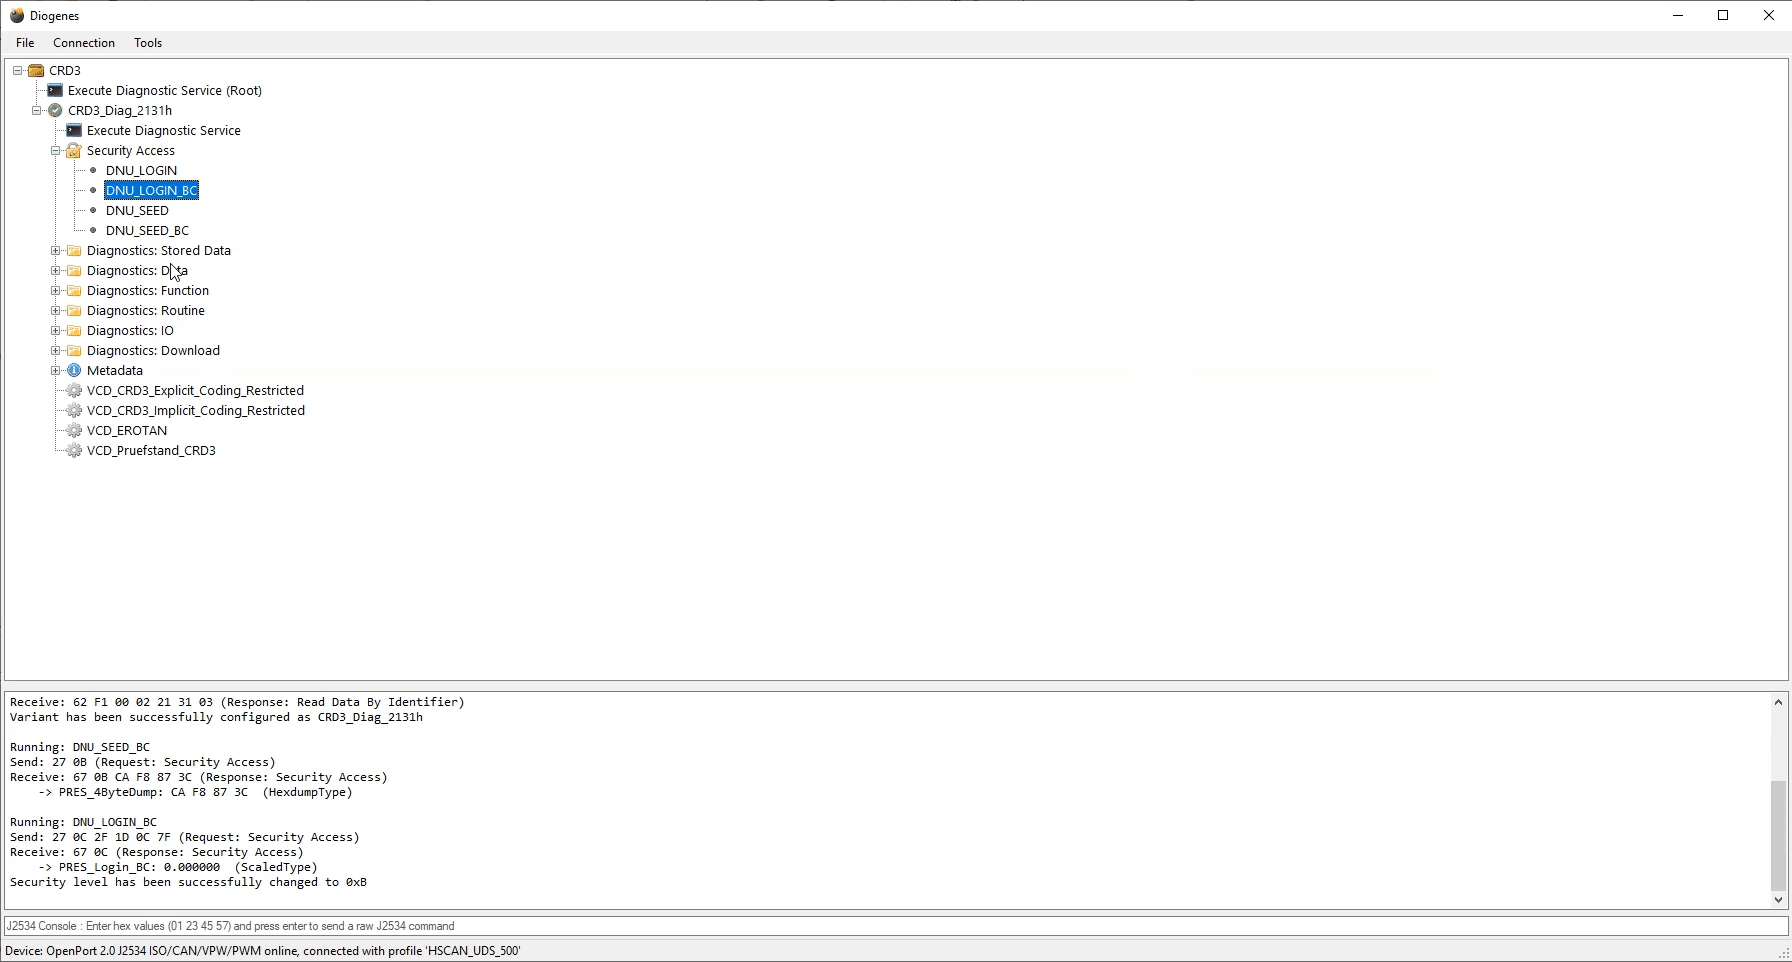 Diogenes
File Connection Tools
CRD3
Execute Diagnostic Service (Root)
CRD3_Diag_2131h
Execute Diagnostic Service
Security Access
DNU_LOGIN
DNU_LOGIN_BC
DNU_SEED
DNU_SEED_BC
Diagnostics: Stored Data
Diagnostics: Data
Diagnostics: Function
Diagnostics: Routine
Diagnostics: IO
Diagnostics: Download
Metadata
VCD_CRD3_Explicit_Coding_Restricted
VCD_CRD3_Implicit_Coding_Restricted
VCD_EROTAN
VCD_Pruefstand_CRD3
Receive: 62 F1 00 02 21 31 03 (Response: Read Data By Identifier)
Variant has been successfully configured as CRD3_Diag_2131h
Running: DNU_SEED_BC
Send: 27 0B (Request: Security Access)
Receive: 67 0B CA F8 87 3C (Response: Security Access)
-> PRES_4ByteDump: CA F8 87 3C (HexdumpType)
Running: DNU_LOGIN_BC
Send: 27 0C 2F 1D 0C 7F (Request: Security Access)
Receive: 67 0C (Response: Security Access)
-> PRES_Login_BC: 0.000000 (ScaledType)
Security level has been successfully changed to 0xB
J2534 Console : Enter hex values (01 23 45 57) and press enter to send a raw J2534 command
Device: OpenPort 2.0 J2534 ISO/CAN/VPW/PWM online, connected with profile 'HSCAN_UDS_500'